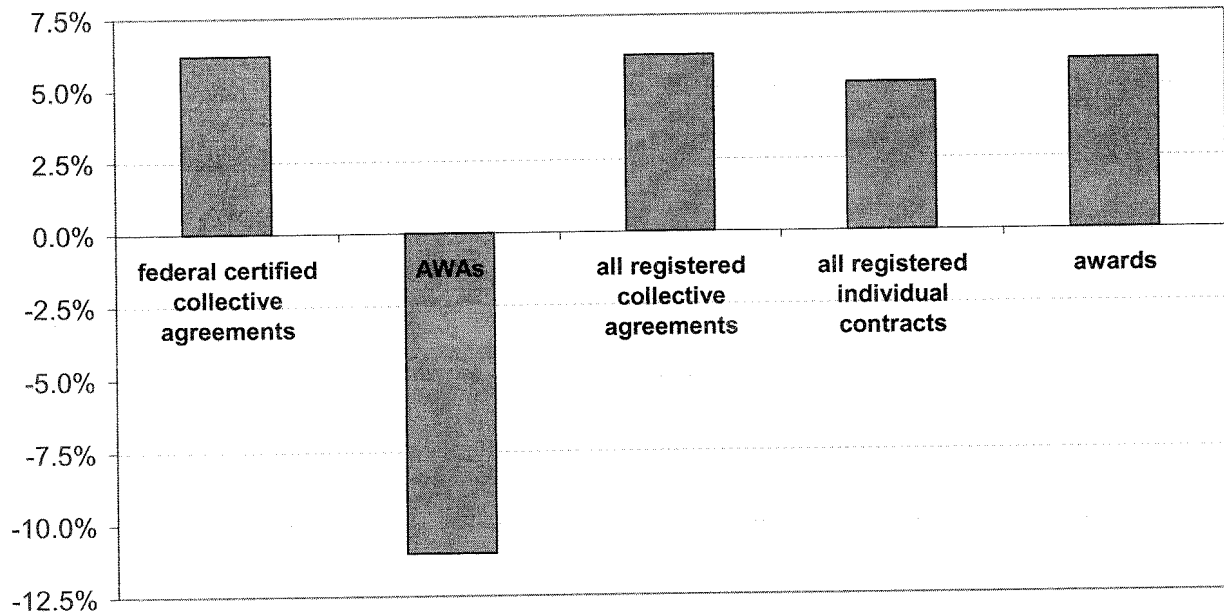 7.5%
5.0%
2.5%
0.0%
-2.5%
-5.0%
-7.5%
-10.0%
-12.5%
federal certified
collective
agreements
AWAs
all registered
collective
agreements
all registered
individual
contracts
awards